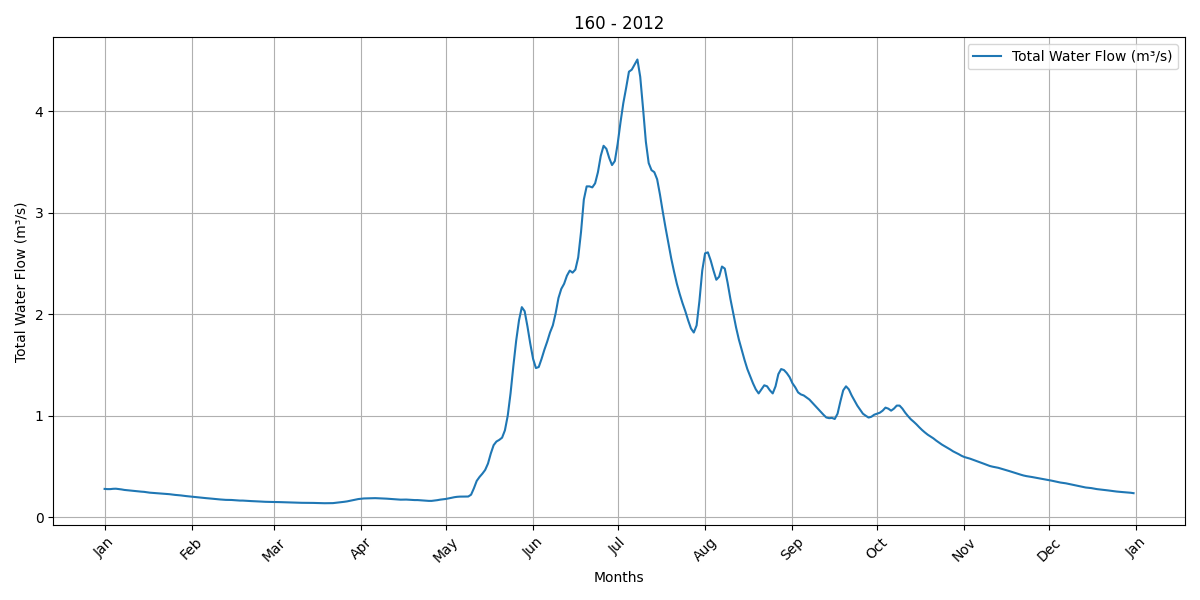 160 - 2012
Total Water Flow (m³/s)
Total Water Flow (m³/s)
4
3
2
1
0
Jan Feb Mar Apr May Jun Jul Aug Sep Oct Nov Dec Jan
Months